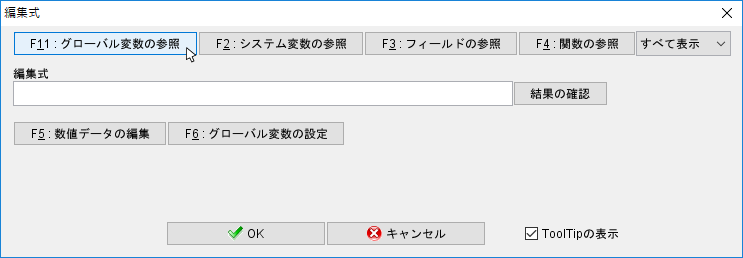 編集式
F11 : グローバル変数の参照 F2 : システム変数の参照 F3 : フィールドの参照 F4 : 関数の参照 すべて表示
編集式
結果の確認
F5 : 数値データの編集 F6 : グローバル変数の設定
OK キャンセル ToolTipの表示